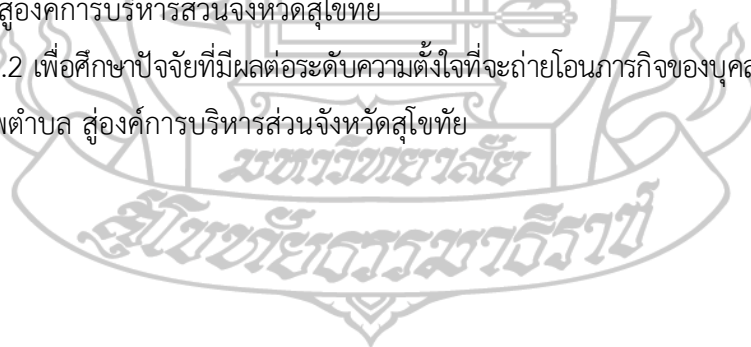 สู่องค์การบริหารส่วนจังหวัดสุโขทัย
.2 เพื่อศึกษาปัจจัยที่มีผลต่อระดับความตั้งใจที่จะถ่ายโอนภารกิจของบุคล
พตำบล สู่องค์การบริหารส่วนจังหวัดสุโขทัย
มหาวิทยาลัย
สุโขทัยธรรมาธิราช